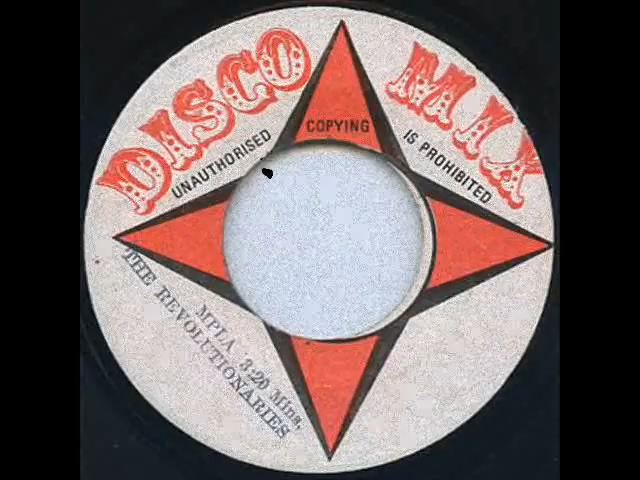 DISCO MIX
UNAUTHORISED COPYING IS PROHIBITED
MPLA 3:20 Mins,
THE REVOLUTIONARIES